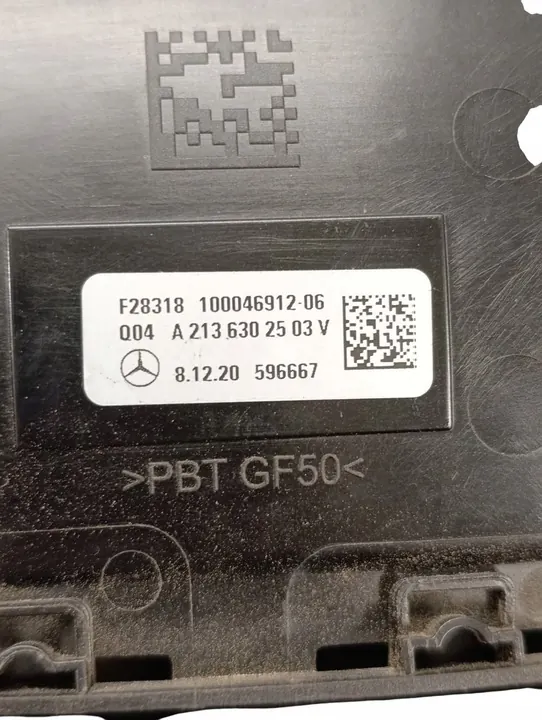 F28318 100046912-06
Q04 A 213 630 25 03 V
8.12.20 596667
>PBT GF50<